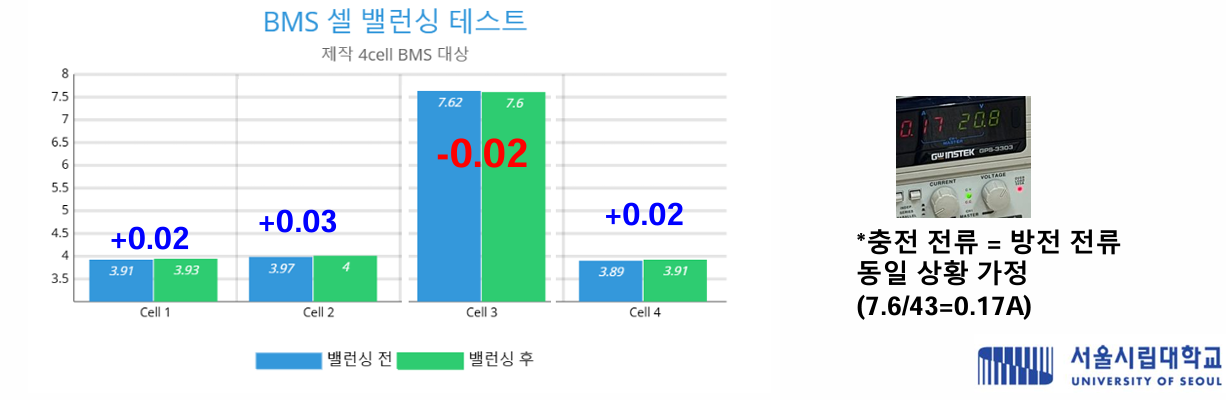 BMS 셀 밸런싱 테스트
제작 4cell BMS 대상
8
7.5
7
6.5
6
5.5
5
4.5
4
3.5
+0.02
+0.03
-0.02
+0.02
3.91
3.93
3.97
4
7.62
7.6
3.89
3.91
Cell 1
Cell 2
Cell 3
Cell 4
밸런싱 전
밸런싱 후
A V
0.17 20.8
MASTER
GW INSTEK GPS-3303
CURRENT
VOLTAGE
MASTER
*충전 전류 = 방전 전류
동일 상황 가정
(7.6/43=0.17A)
서울시립대학교
UNIVERSITY OF SEOUL